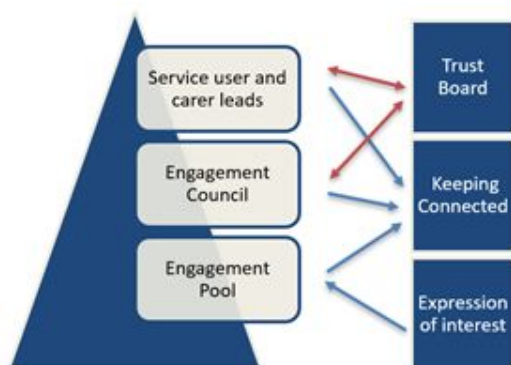 Service user and
carer leads
Engagement
Council
Engagement
Pool
Trust
Board
Keeping
Connected
Expression
of interest